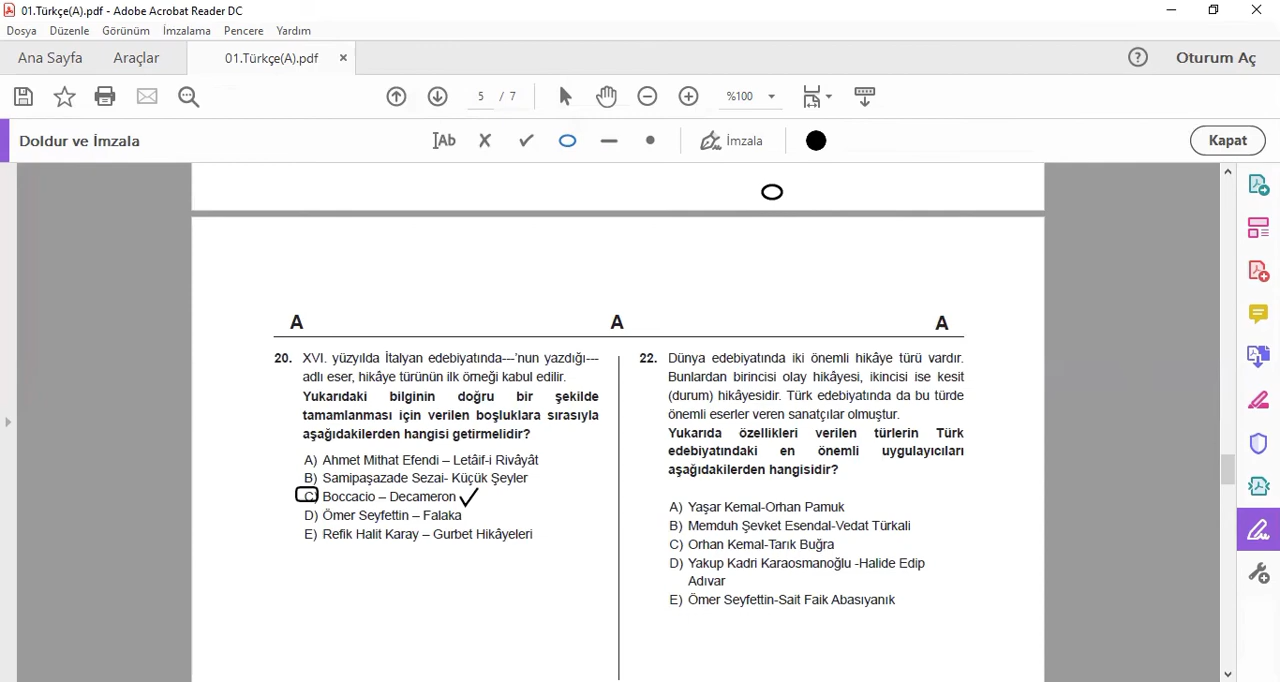 01.Türkçe(A).pdf - Adobe Acrobat Reader DC
Dosya Düzenle Görünüm İmzalama Pencere Yardım
Ana Sayfa Araçlar 01.Türkçe(A).pdf × Oturum Aç
5 / 7 %100
Doldur ve İmzala İmzala Kapat
A A A
20. XVI. yüzyılda İtalyan edebiyatında---'nun yazdığı---
adlı eser, hikâye türünün ilk örneği kabul edilir.
Yukarıdaki bilginin doğru bir şekilde
tamamlanması için verilen boşluklara sırasıyla
aşağıdakilerden hangisi getirmelidir?
A) Ahmet Mithat Efendi – Letâif-i Rivâyât
B) Samipaşazade Sezai- Küçük Şeyler
C) Boccacio – Decameron
D) Ömer Seyfettin – Falaka
E) Refik Halit Karay – Gurbet Hikâyeleri
22. Dünya edebiyatında iki önemli hikâye türü vardır.
Bunlardan birincisi olay hikâyesi, ikincisi ise kesit
(durum) hikâyesidir. Türk edebiyatında da bu türde
önemli eserler veren sanatçılar olmuştur.
Yukarıda özellikleri verilen türlerin Türk
edebiyatındaki en önemli uygulayıcıları
aşağıdakilerden hangisidir?
A) Yaşar Kemal-Orhan Pamuk
B) Memduh Şevket Esendal-Vedat Türkali
C) Orhan Kemal-Tarık Buğra
D) Yakup Kadri Karaosmanoğlu -Halide Edip
Adıvar
E) Ömer Seyfettin-Sait Faik Abasıyanık